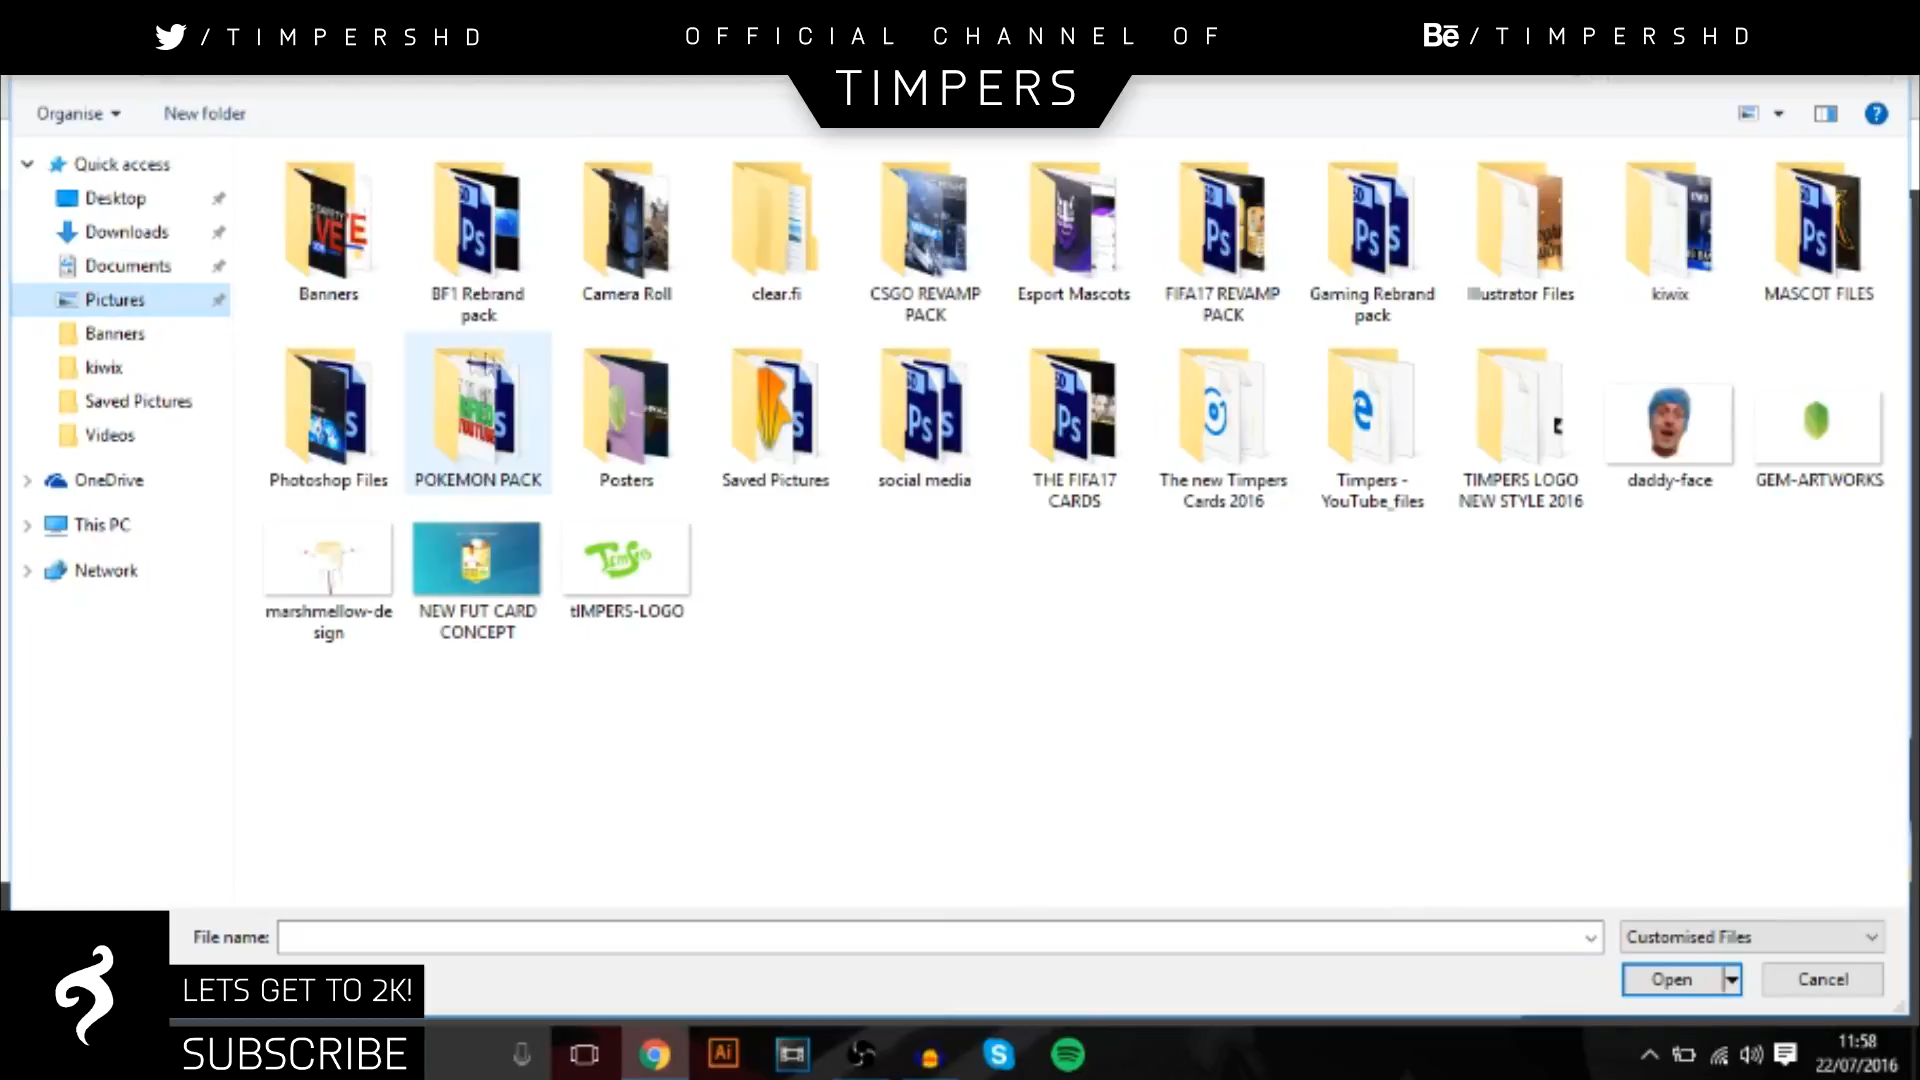 /TIMPERSHD
OFFICIAL CHANNEL OF
TIMPERS
Bē/TIMPERSHD
Organise
New folder
Quick access
Desktop
Downloads
Documents
Pictures
Banners
kiwix
Saved Pictures
Videos
OneDrive
This PC
Network
Banners
BF1 Rebrand
pack
Camera Roll
clear.fi
CSGO REVAMP
PACK
Esport Mascots
FIFA17 REVAMP
PACK
Gaming Rebrand
pack
Illustrator Files
kiwix
MASCOT FILES
Photoshop Files
POKEMON PACK
Posters
Saved Pictures
social media
THE FIFA17
CARDS
The new Timpers
Cards 2016
Timpers -
YouTube_files
TIMPERS LOGO
NEW STYLE 2016
daddy-face
GEM-ARTWORKS
marshmellow-de
sign
NEW FUT CARD
CONCEPT
tIMPERS-LOGO
File name:
Customised Files
Open
Cancel
LETS GET TO 2K!
SUBSCRIBE
Ai
11:58
22/07/2016